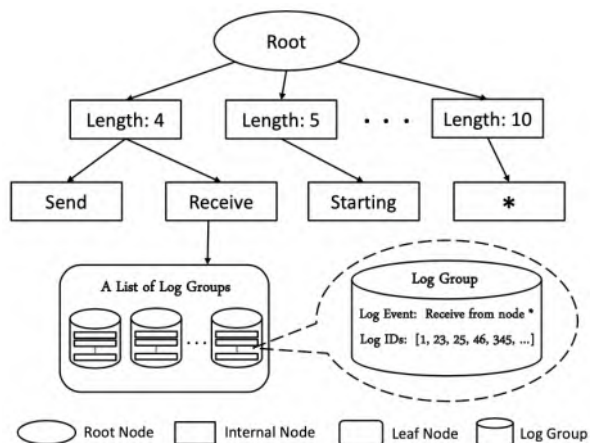 Root
Length: 4 Length: 5 . . . Length: 10
Send Receive Starting *
A List of Log Groups
...
Log Group
Log Event: Receive from node *
Log IDs: [1, 23, 25, 46, 345, ...]
Root Node Internal Node Leaf Node Log Group